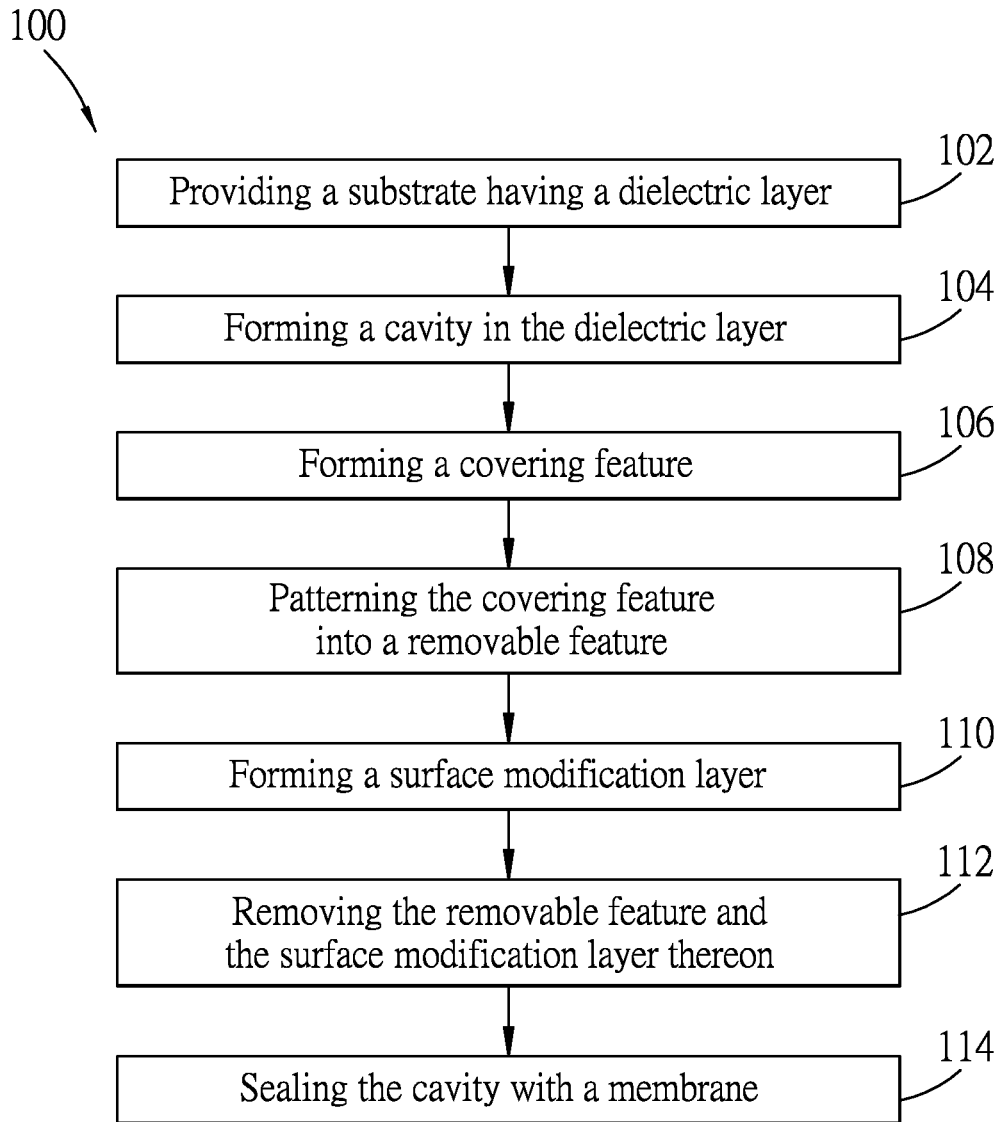 100
102
Providing a substrate having a dielectric layer
104
Forming a cavity in the dielectric layer
106
Forming a covering feature
108
Patterning the covering feature
into a removable feature
110
Forming a surface modification layer
112
Removing the removable feature and
the surface modification layer thereon
114
Sealing the cavity with a membrane